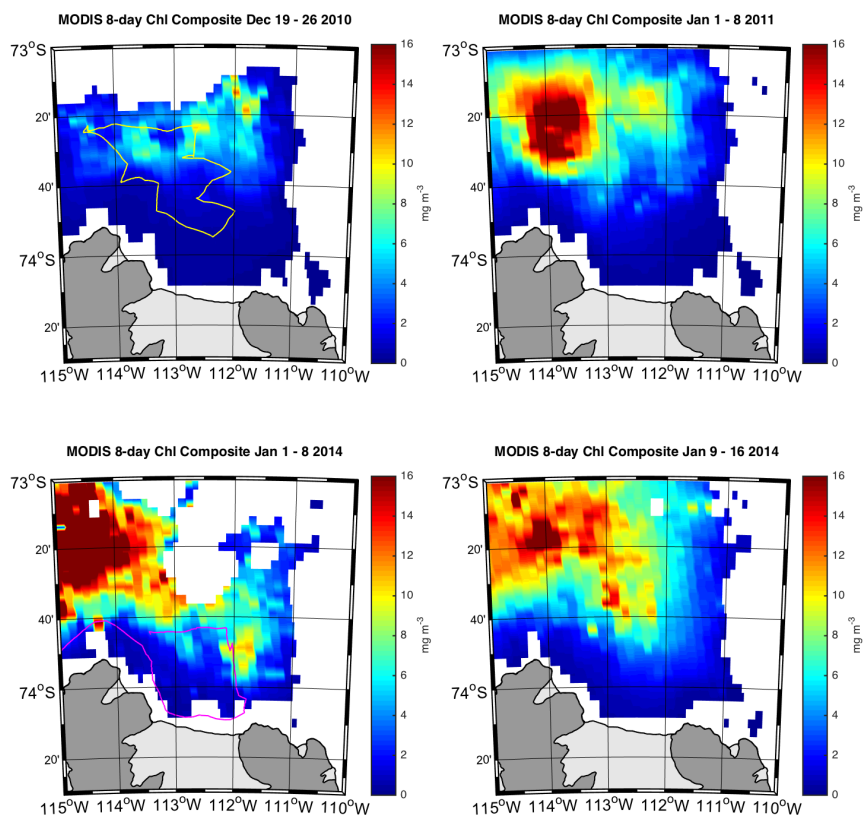 MODIS 8-day Chl Composite Dec 19 - 26 2010
73°S
20'
40'
74°S
20'
115°W 114°W 113°W 112°W 111°W 110°W
16
14
12
10
8
6
4
2
0
mg m-3
MODIS 8-day Chl Composite Jan 1 - 8 2011
73°S
20'
40'
74°S
20'
115°W 114°W 113°W 112°W 111°W 110°W
16
14
12
10
8
6
4
2
0
mg m-3
MODIS 8-day Chl Composite Jan 1 - 8 2014
73°S
20'
40'
74°S
20'
115°W 114°W 113°W 112°W 111°W 110°W
16
14
12
10
8
6
4
2
0
mg m-3
MODIS 8-day Chl Composite Jan 9 - 16 2014
73°S
20'
40'
74°S
20'
115°W 114°W 113°W 112°W 111°W 110°W
16
14
12
10
8
6
4
2
0
mg m-3